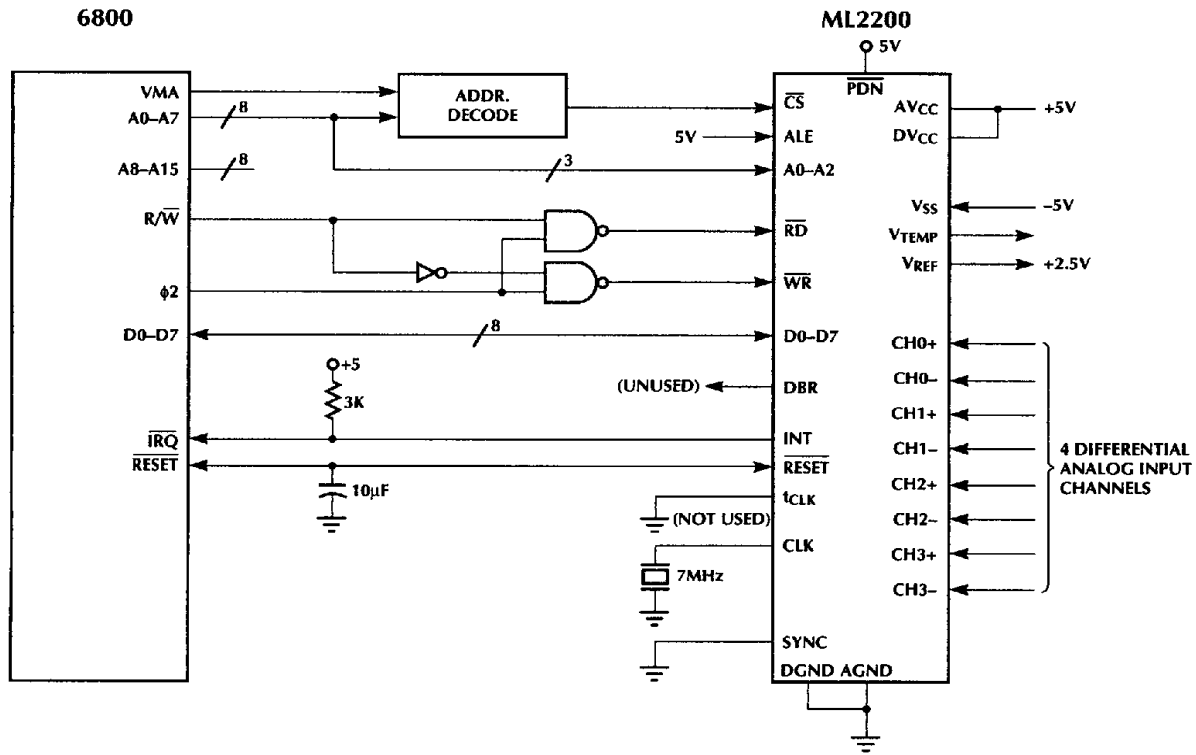 6800
ML2200
5V
PDN
VMA
A0–A7
8
ADDR.
DECODE
CS
5V
ALE
A8–A15
8
3
A0–A2
R/W
RD
ϕ2
WR
D0–D7
8
D0–D7
+5
3K
(UNUSED)
DBR
IRQ
INT
RESET
RESET
10μF
tCLK
(NOT USED)
CLK
7MHz
SYNC
DGND AGND
AVCC
+5V
DVCC
VSS
–5V
VTEMP
VREF
+2.5V
CH0+
CH0–
CH1+
CH1–
CH2+
CH2–
CH3+
CH3–
4 DIFFERENTIAL
ANALOG INPUT
CHANNELS